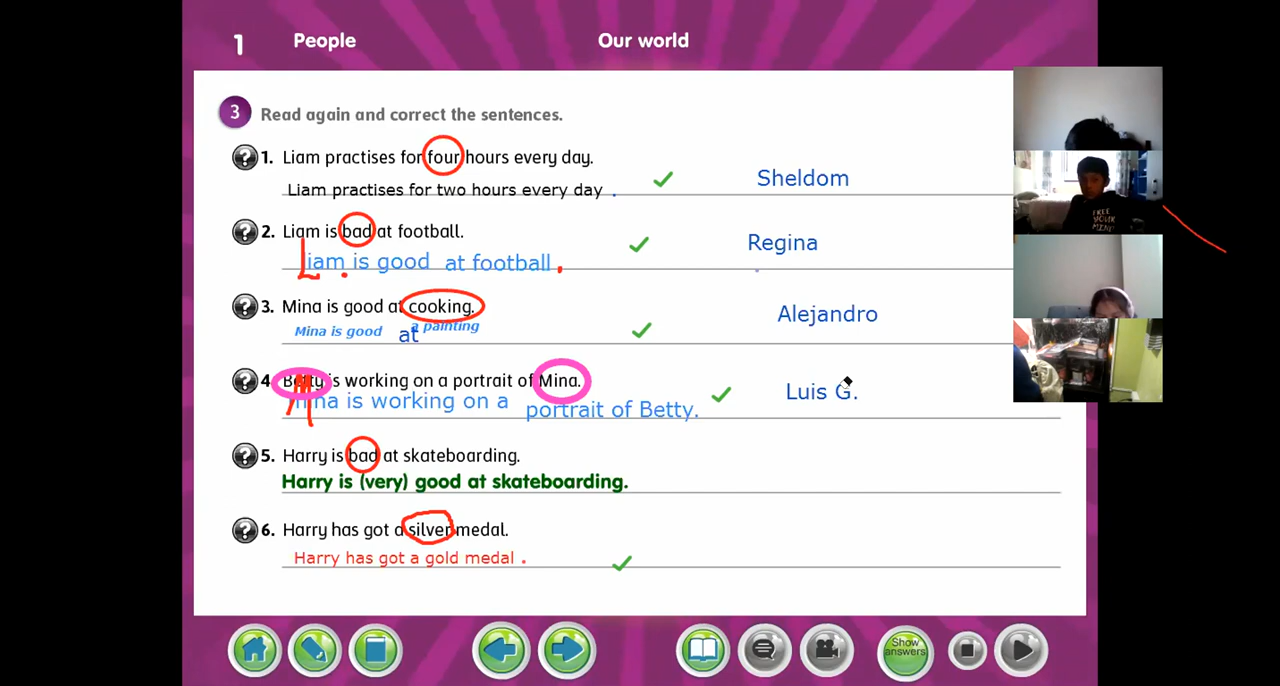 1 People Our world
3 Read again and correct the sentences.
? 1. Liam practises for four hours every day.
Liam practises for two hours every day . Sheldom
? 2. Liam is bad at football.
Liam. is good at football. Regina
? 3. Mina is good at cooking.
Mina is good at a painting Alejandro
? 4. Betty is working on a portrait of Mina.
Mina is working on a portrait of Betty. Luis G.
? 5. Harry is bad at skateboarding.
Harry is (very) good at skateboarding.
? 6. Harry has got a silver medal.
Harry has got a gold medal .
Show
answers